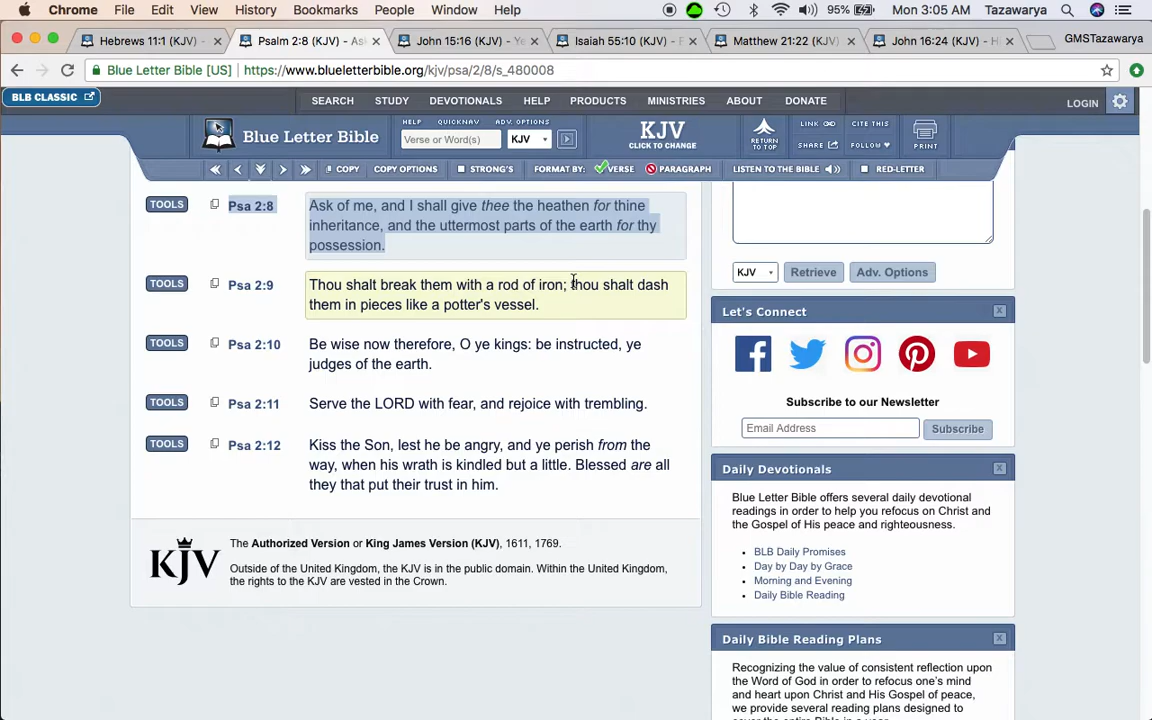 Chrome File Edit View History Bookmarks People Window Help 95% Mon 3:05 AM Tazawarya
Hebrews 11:1 (KJV) - Psalm 2:8 (KJV) - As John 15:16 (KJV) - Ye Isaiah 55:10 (KJV) - F Matthew 21:22 (KJV) John 16:24 (KJV) - H GMSTazawarya
Blue Letter Bible [US] https://www.blueletterbible.org/kjv/psa/2/8/s_480008
BLB CLASSIC SEARCH STUDY DEVOTIONALS HELP PRODUCTS MINISTRIES ABOUT DONATE LOGIN
HELP QUICKNAV ADV. OPTIONS
Blue Letter Bible Verse or Word(s) KJV
KJV
CLICK TO CHANGE
RETURN
TO TOP
LINK CITE THIS
SHARE FOLLOW
PRINT
COPY COPY OPTIONS STRONG'S FORMAT BY: VERSE PARAGRAPH LISTEN TO THE BIBLE RED-LETTER
TOOLS Psa 2:8 Ask of me, and I shall give thee the heathen for thine
inheritance, and the uttermost parts of the earth for thy
possession.
TOOLS Psa 2:9 Thou shalt break them with a rod of iron; thou shalt dash
them in pieces like a potter's vessel.
TOOLS Psa 2:10 Be wise now therefore, O ye kings: be instructed, ye
judges of the earth.
TOOLS Psa 2:11 Serve the LORD with fear, and rejoice with trembling.
TOOLS Psa 2:12 Kiss the Son, lest he be angry, and ye perish from the
way, when his wrath is kindled but a little. Blessed are all
they that put their trust in him.
KJV
The Authorized Version or King James Version (KJV), 1611, 1769.
Outside of the United Kingdom, the KJV is in the public domain. Within the United Kingdom,
the rights to the KJV are vested in the Crown.
KJV Retrieve Adv. Options
Let's Connect
Subscribe to our Newsletter
Email Address Subscribe
Daily Devotionals
Blue Letter Bible offers several daily devotional
readings in order to help you refocus on Christ and
the Gospel of His peace and righteousness.
BLB Daily Promises
Day by Day by Grace
Morning and Evening
Daily Bible Reading
Daily Bible Reading Plans
Recognizing the value of consistent reflection upon
the Word of God in order to refocus one's mind
and heart upon Christ and His Gospel of peace,
we provide several reading plans designed to